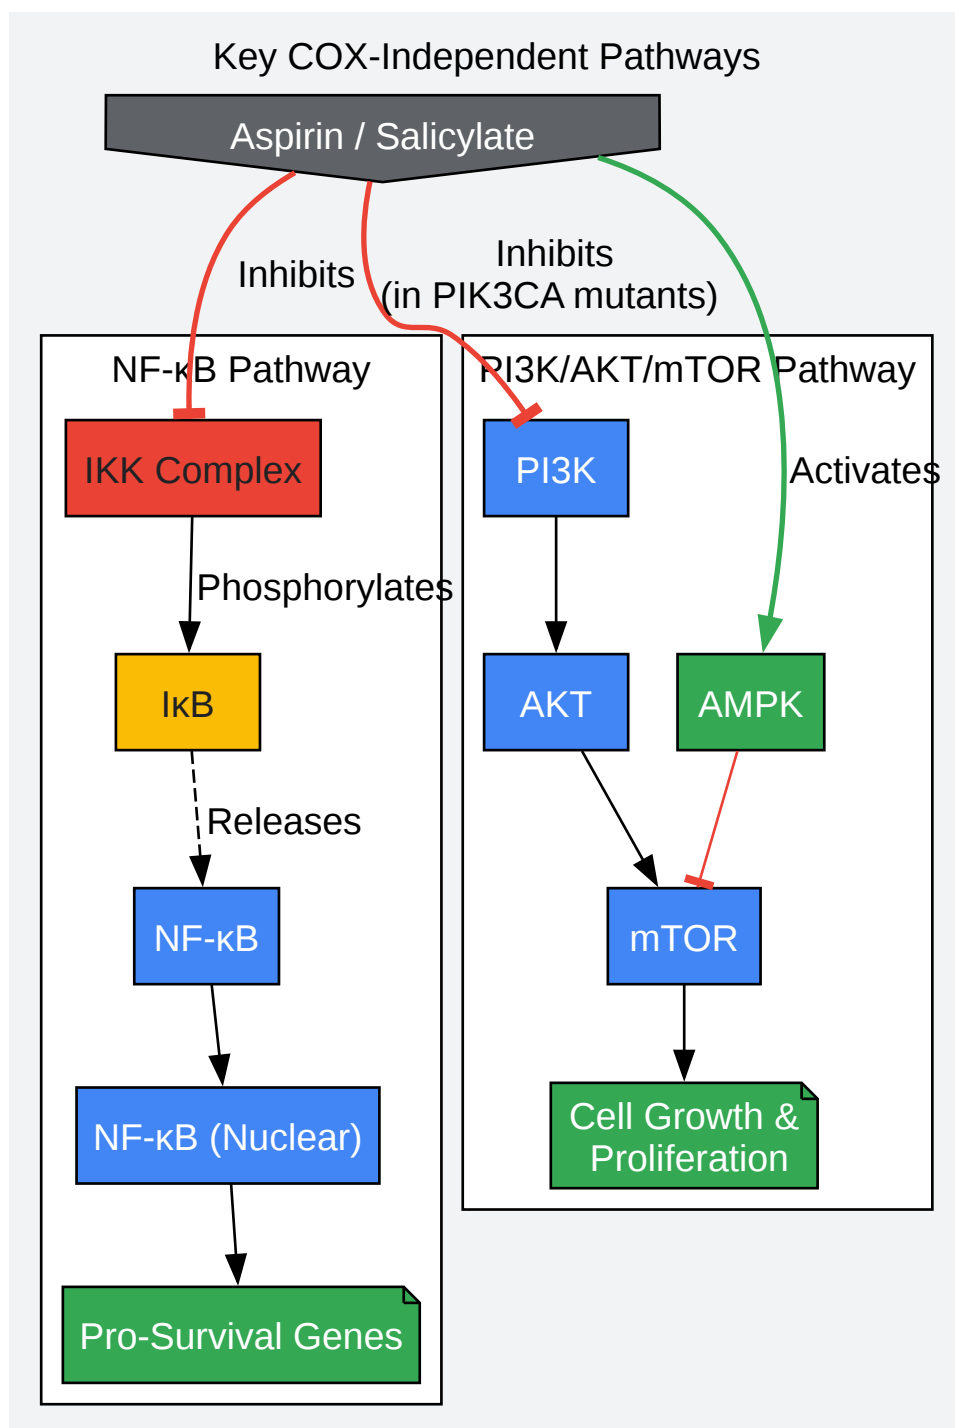 Key COX-Independent Pathways
Aspirin / Salicylate
Inhibits
Inhibits
(in PIK3CA mutants)
NF-κB Pathway
IKK Complex
Phosphorylates
IκB
Releases
NF-κB
NF-κB (Nuclear)
Pro-Survival Genes
PI3K/AKT/mTOR Pathway
PI3K
Activates
AKT
AMPK
mTOR
Cell Growth &
Proliferation